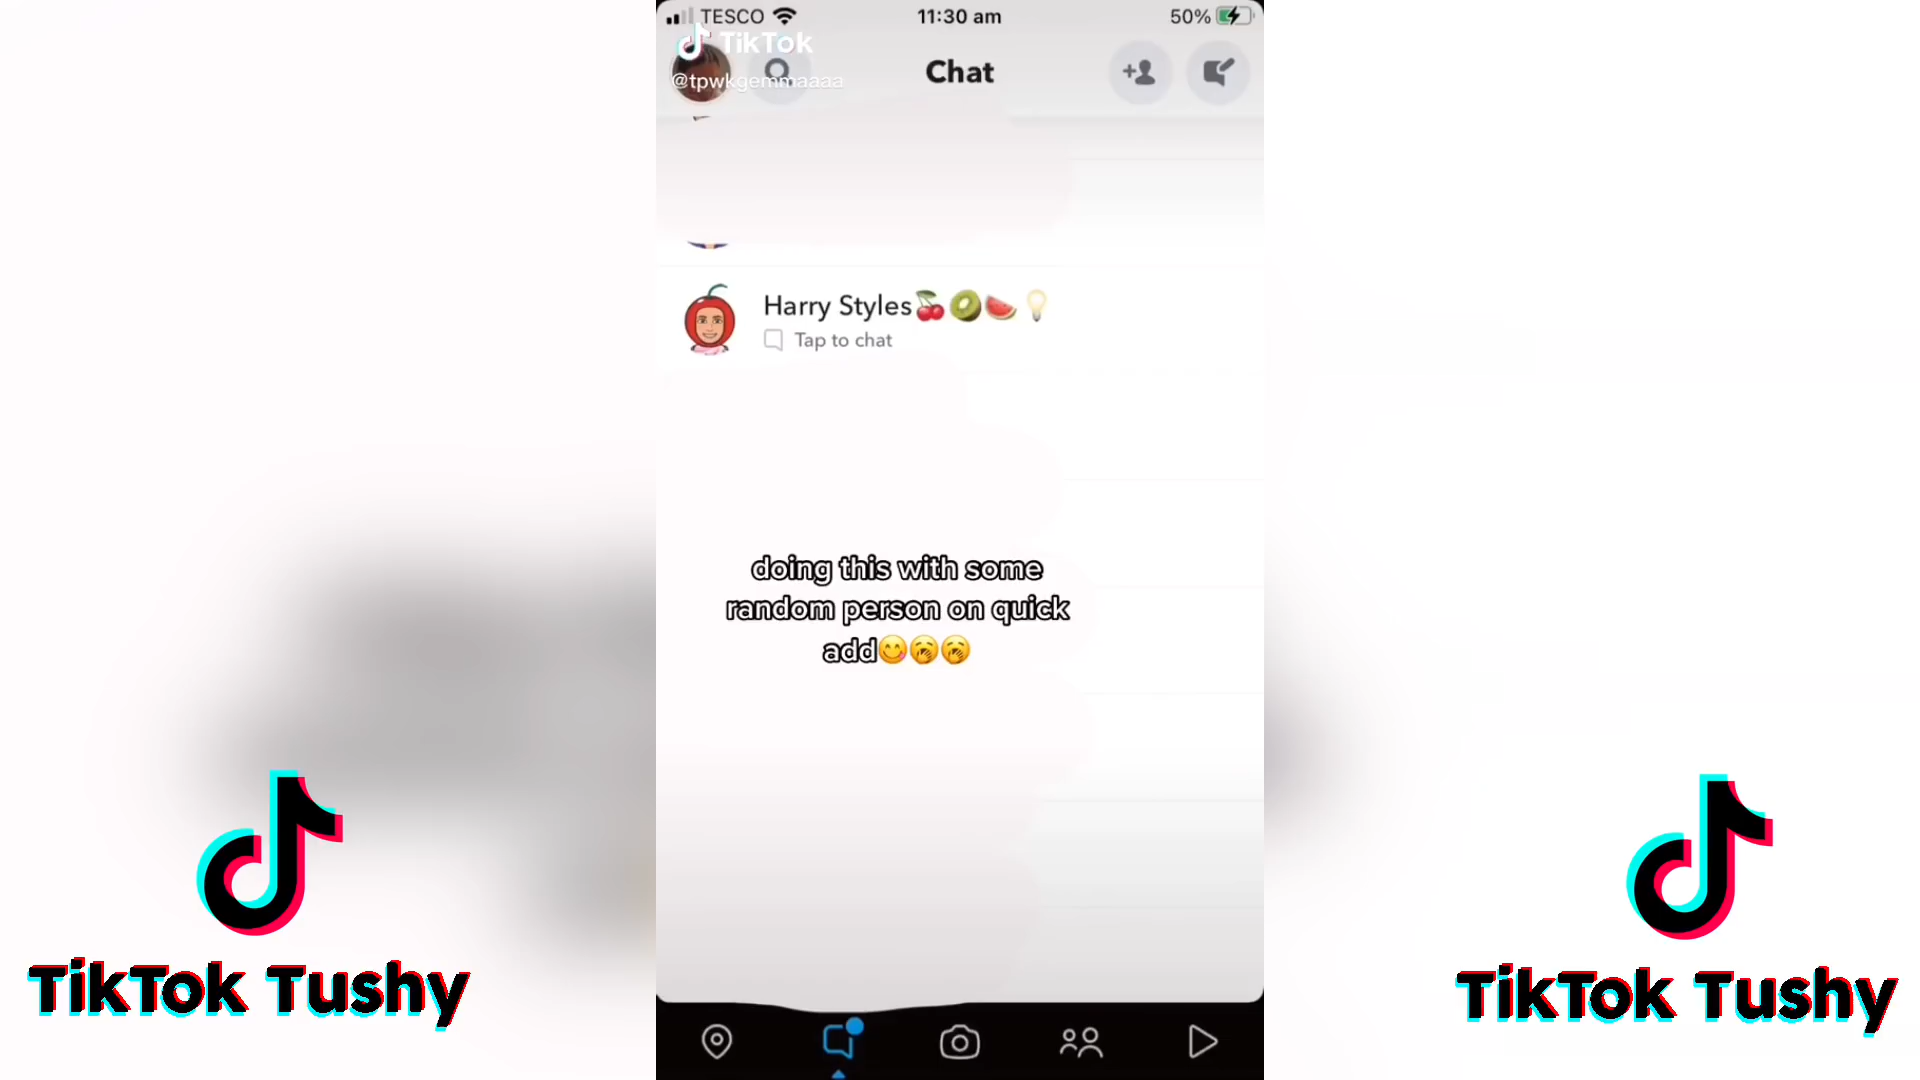 TESCO
11:30 am
50%
TikTok
@tpwkgemmaaaa
Chat
Harry Styles🍒🥝🍉💡
Tap to chat
doing this with some
random person on quick
add😋🥱🥱
TikTok Tushy
TikTok Tushy